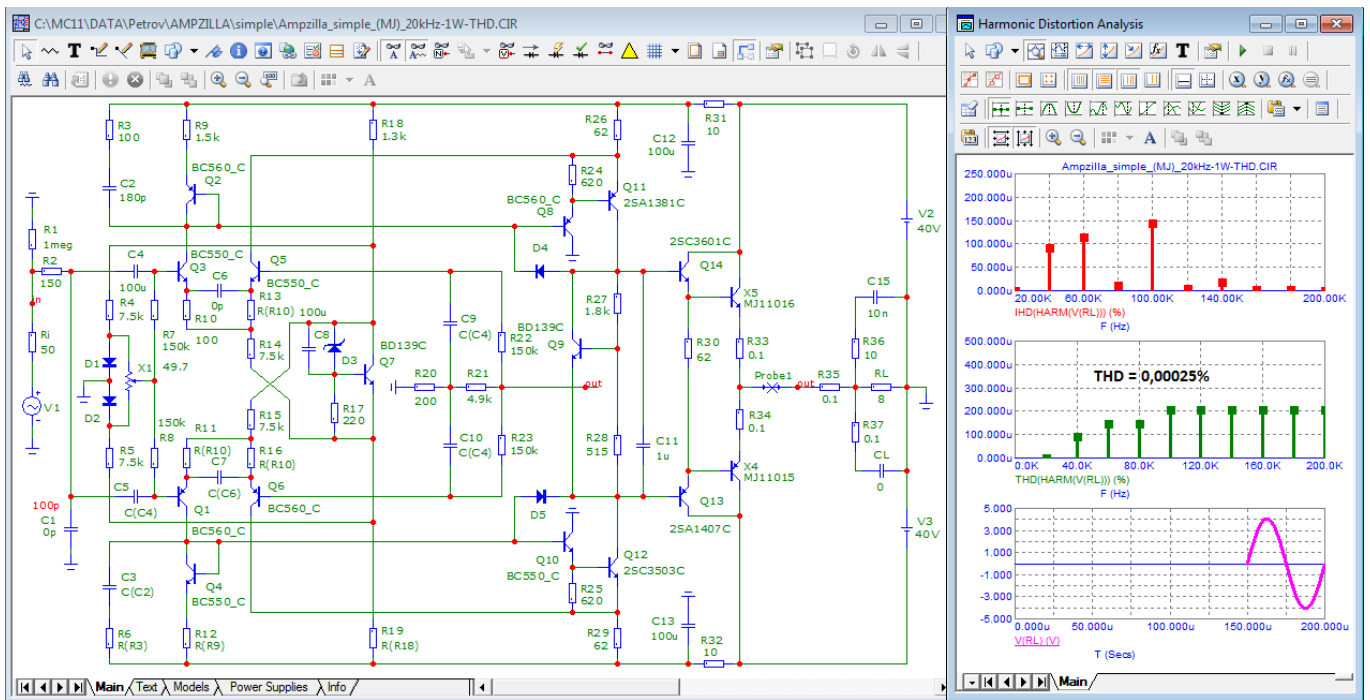 C:\MC11\DATA\Petrov\AMPZILLA\simple\Ampzilla_simple_(MJ)_20kHz-1W-THD.CIR
R3
100
R9
1.5k
R18
1.3k
R26
62
R31
10
C12
100u
BC560_C
Q2
C2
180p
R24
620
BC560_C
Q8
Q11
2SA1381C
V2
40V
R1
1meg
R2
150
C4
100u
BC550_C
Q3
Q5
BC550_C
D4
2SC3601C
Q14
in
C6
0p
R4
7.5k
R10
100
R13
R(R10)
100u
C9
C(C4)
R27
1.8k
X5
MJ11016
C15
10n
Ri
50
R7
150k
49.7
R14
7.5k
C8
D3
BD139C
Q7
R22
150k
BD139C
Q9
R30
62
R33
0.1
R36
10
D1
X1
R20
200
R21
4.9k
out
Probe1
out
R35
0.1
RL
8
V1
D2
150k
R8
R15
7.5k
R17
220
R34
0.1
R37
0.1
R5
7.5k
R11
R(R10)
R16
R(R10)
C10
C(C4)
R23
150k
R28
515
C11
1u
X4
MJ11015
CL
0
C7
C(C6)
C5
C(C4)
Q1
BC560_C
Q6
BC560_C
D5
Q13
2SA1407C
V3
40V
100p
C1
0p
Q10
BC550_C
Q12
2SC3503C
C3
C(C2)
Q4
BC550_C
R25
620
R6
R(R3)
R12
R(R9)
R19
R(R18)
R29
62
C13
100u
R32
10
Main
Text
Models
Power Supplies
Info
Harmonic Distortion Analysis
Ampzilla_simple_(MJ)_20kHz-1W-THD.CIR
250.000u
200.000u
150.000u
100.000u
50.000u
0.000u
20.00K 60.00K 100.00K 140.00K 200.00K
IHD(HARM(V(RL))) (%)
F (Hz)
500.000u
400.000u
300.000u
200.000u
100.000u
0.000u
THD = 0,00025%
0.0K 40.0K 80.0K 120.0K 160.0K 200.0K
THD(HARM(V(RL))) (%)
F (Hz)
5.000
3.000
1.000
-1.000
-3.000
-5.000
0.000u 50.000u 100.000u 150.000u 200.000u
V(RL) (V)
T (Secs)
Main